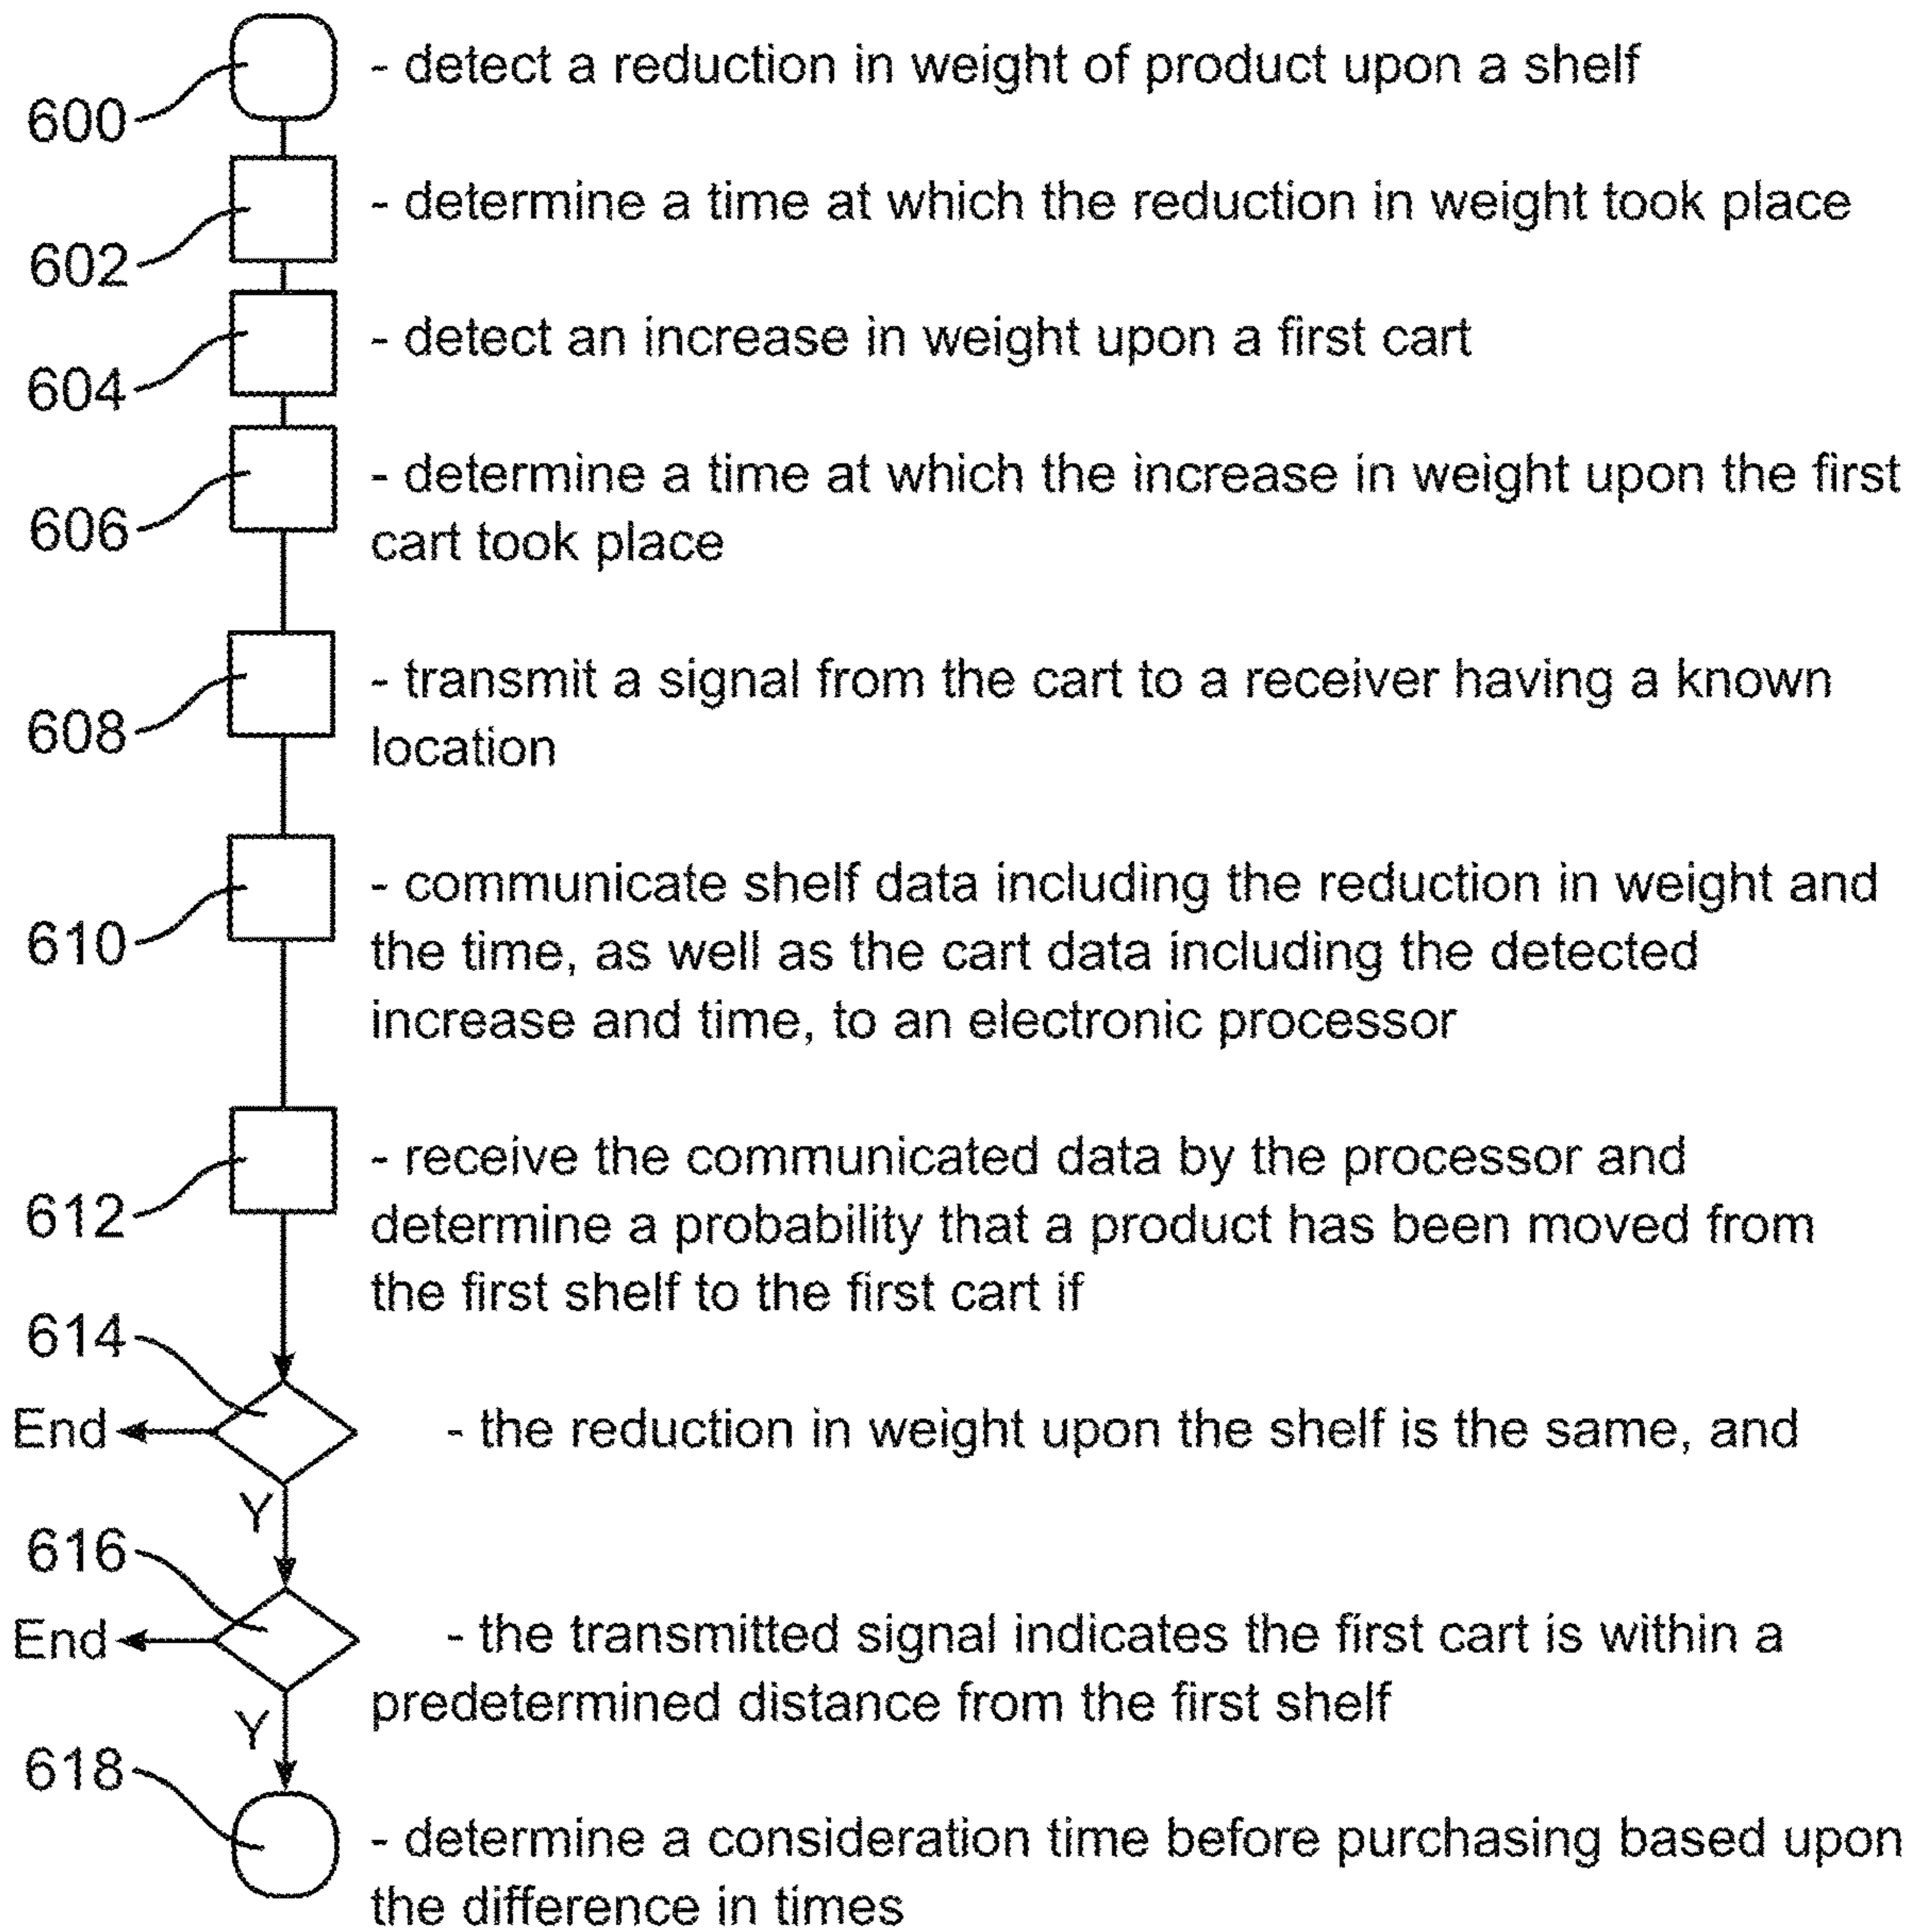 - detect a reduction in weight of product upon a shelf
600
- determine a time at which the reduction in weight took place
602
- detect an increase in weight upon a first cart
604
- determine a time at which the increase in weight upon the first
606
cart took place
- transmit a signal from the cart to a receiver having a known
608
location
- communicate shelf data including the reduction in weight and
610
the time, as well as the cart data including the detected
increase and time, to an electronic processor
- receive the communicated data by the processor and
612
determine a probability that a product has been moved from
the first shelf to the first cart if
614
End
- the reduction in weight upon the shelf is the same, and
Y
616
End
- the transmitted signal indicates the first cart is within a
predetermined distance from the first shelf
Y
618
- determine a consideration time before purchasing based upon
the difference in times